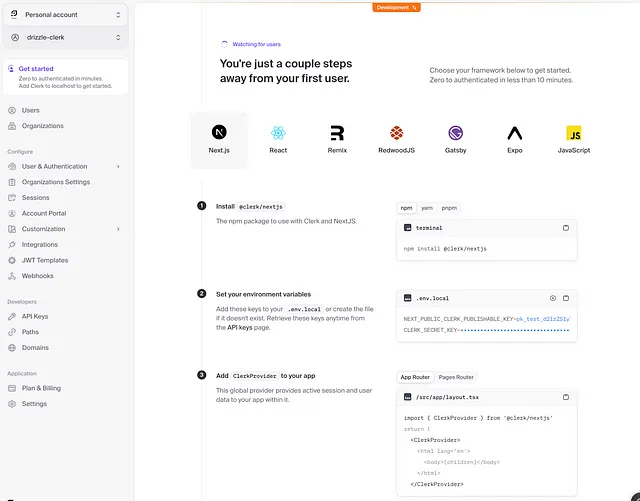 Personal account
drizzle-clerk
Get started
Zero to authenticated in minutes.
Add Clerk to localhost to get started.
Users
Organizations
Configure
User & Authentication
Organizations Settings
Sessions
Account Portal
Customization
Integrations
JWT Templates
Webhooks
Developers
API Keys
Paths
Domains
Application
Plan & Billing
Settings
Development
Watching for users
You're just a couple steps
away from your first user.
Choose your framework below to get started.
Zero to authenticated in less than 10 minutes.
Next.js
React
Remix
RedwoodJS
Gatsby
Expo
JS
JavaScript
1
Install @clerk/nextjs
The npm package to use with Clerk and NextJS.
npm yarn pnpm
terminal
npm install @clerk/nextjs
2
Set your environment variables
Add these keys to your .env.local or create the file
if it doesn't exist. Retrieve these keys anytime from
the API keys page.
.env.local
NEXT_PUBLIC_CLERK_PUBLISHABLE_KEY=
CLERK_SECRET_KEY=••••••••••••••••••••••••••••
3
Add ClerkProvider to your app
This global provider provides active session and user
data to your app within it.
App Router Pages Router
/src/app/layout.tsx
import { ClerkProvider } from '@clerk/nextjs'
return (
<ClerkProvider>
<html lang='en'>
<body>{children}</body>
</html>
</ClerkProvider>